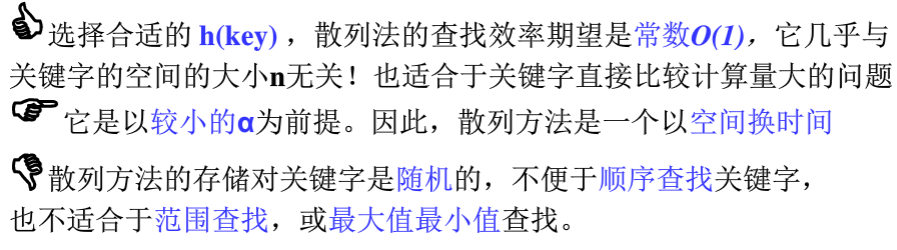 选择合适的 h(key) ，散列法的查找效率期望是常数O(1)，它几乎与
关键字的空间的大小n无关！也适合于关键字直接比较计算量大的问题
它是以较小的α为前提。因此，散列方法是一个以空间换时间
散列方法的存储对关键字是随机的，不便于顺序查找关键字，
也不适合于范围查找，或最大值最小值查找。